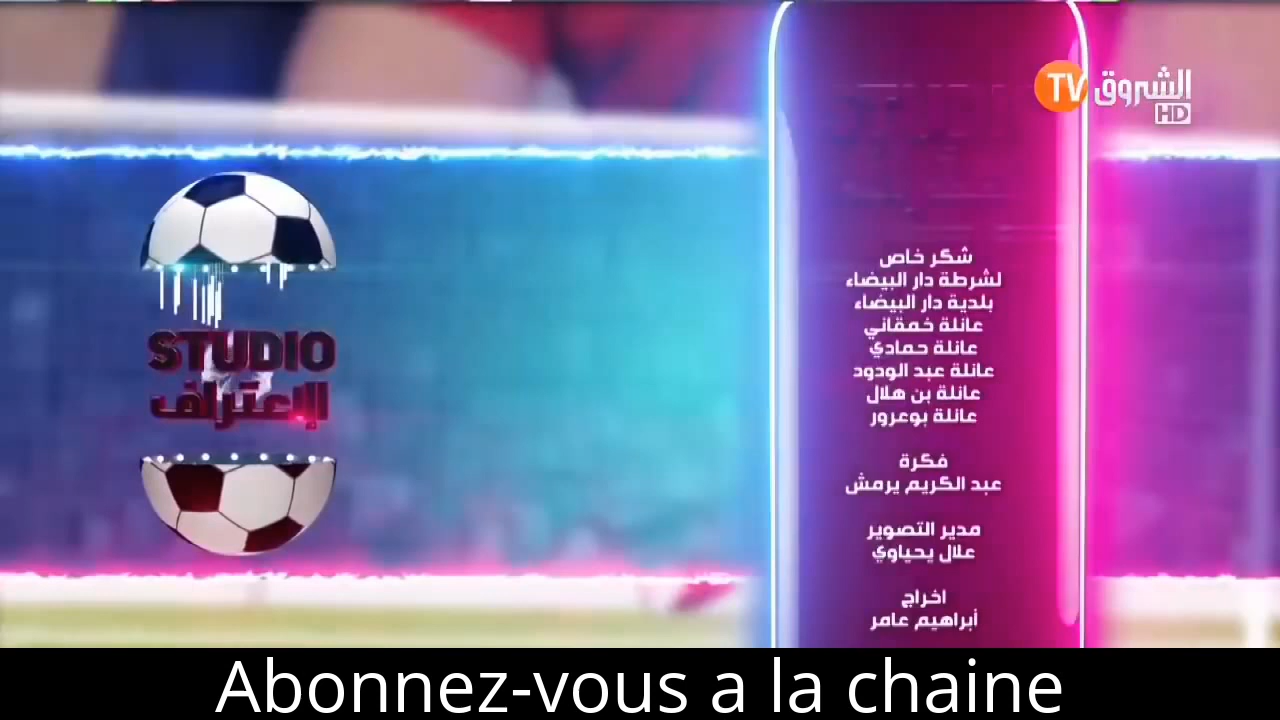 TV الشروق
HD
STUDIO
الإعتراف
شكر خاص
لشرطة دار البيضاء
بلدية دار البيضاء
عائلة خمقاني
عائلة حمادي
عائلة عبد الودود
عائلة بن هلال
عائلة بوعرور
فكرة
عبد الكريم يرمش
مدير التصوير
علال يحياوي
اخراج
أبراهيم عامر
Abonnez-vous a la chaine